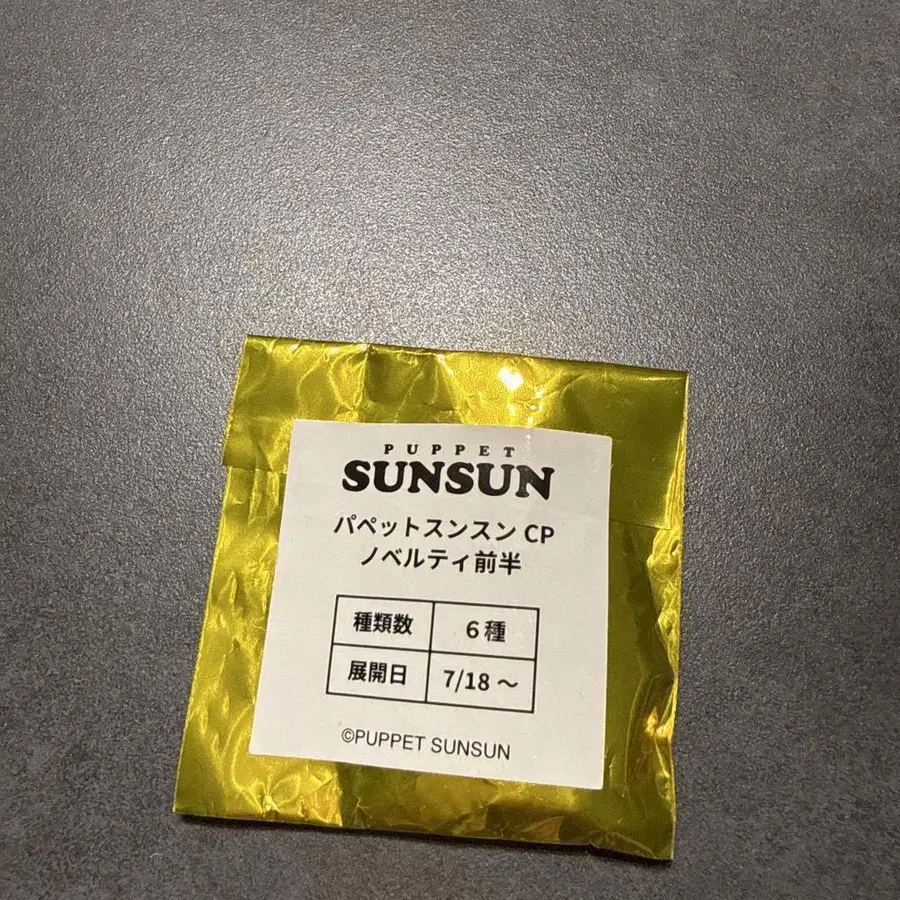 PUPPET
SUNSUN
パペットスンスン CP
ノベルティ前半
種類数 6種
展開日 7/18 〜
©PUPPET SUNSUN